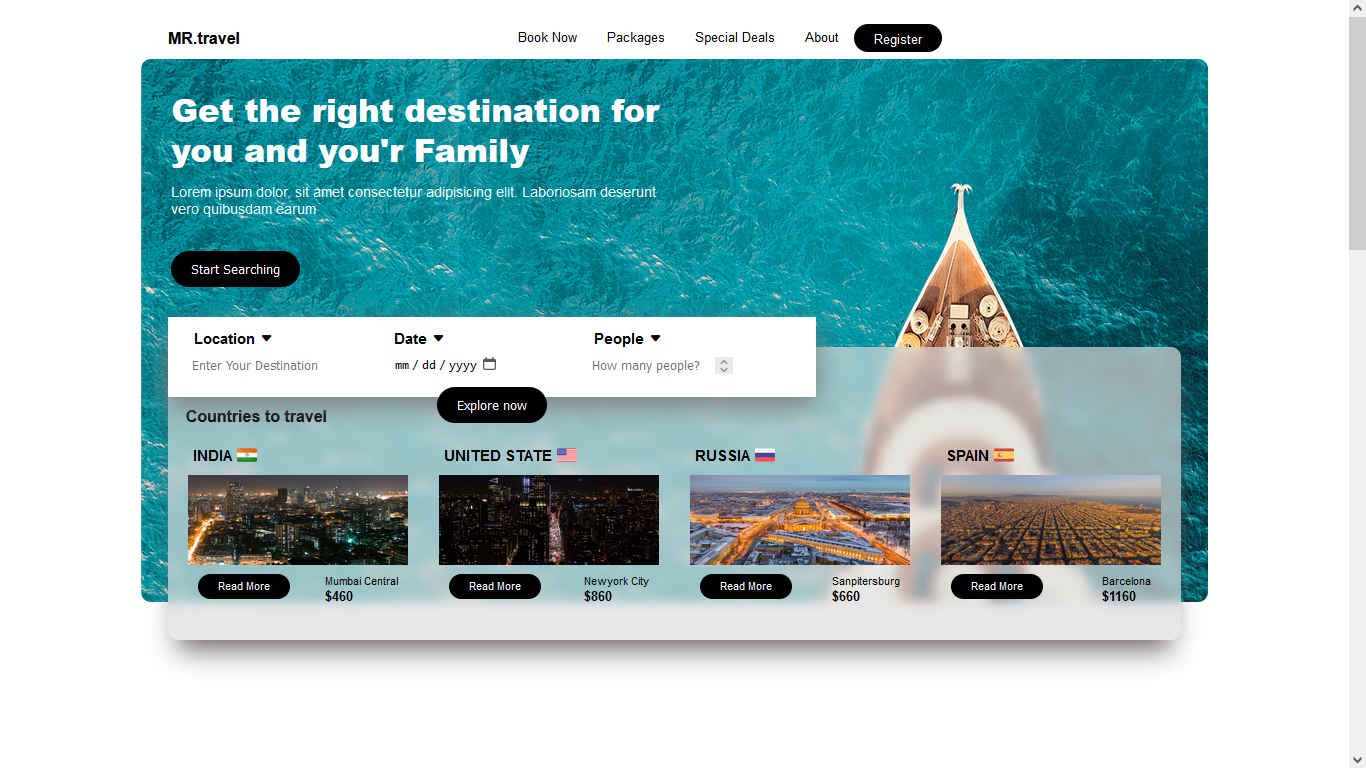 MR.travel
Book Now
Packages
Special Deals
About
Register
Get the right destination for
you and you'r Family
Lorem ipsum dolor, sit amet consectetur adipisicing elit. Laboriosam deserunt
vero quibusdam earum
Start Searching
Location
Date
People
Enter Your Destination
mm / dd / yyyy
How many people?
Explore now
Countries to travel
INDIA
UNITED STATE
RUSSIA
SPAIN
Read More
Mumbai Central
$460
Read More
Newyork City
$860
Read More
Sanpitersburg
$660
Read More
Barcelona
$1160